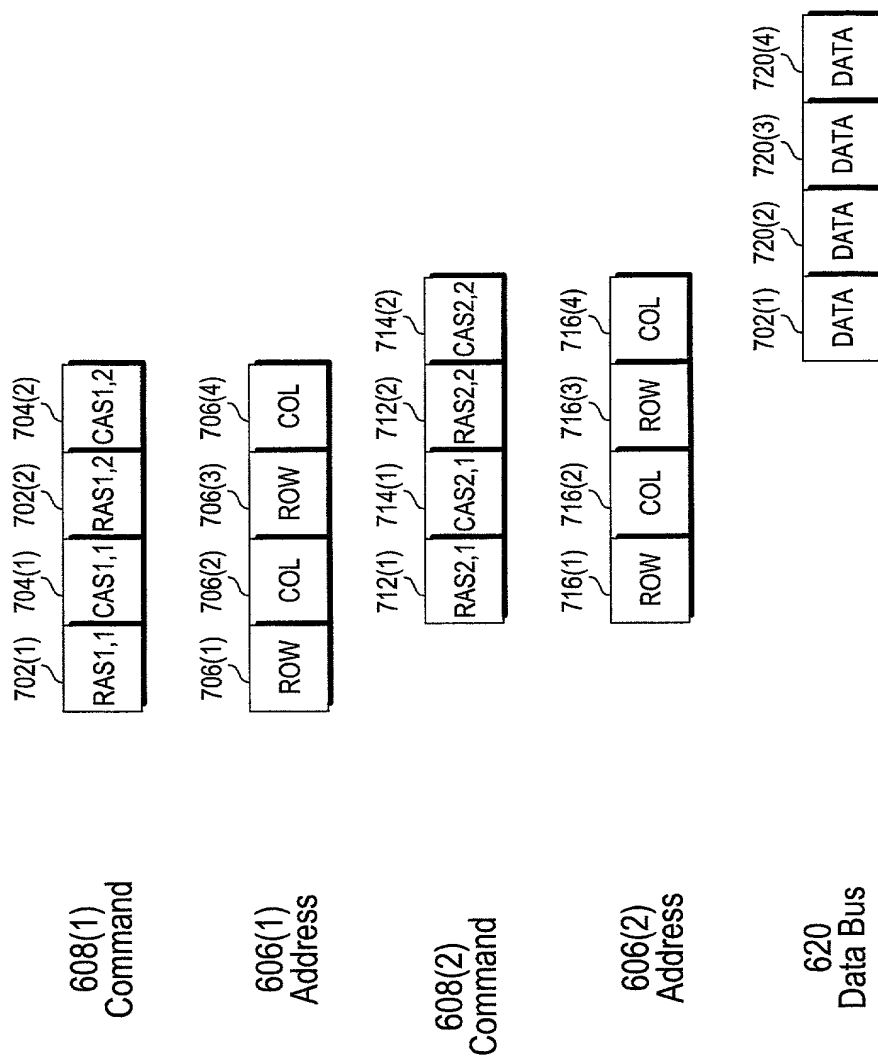 702(1) 704(1) 702(2) 704(2)
608(1)
Command
RAS1,1 CAS1,1 RAS1,2 CAS1,2
706(1) 706(2) 706(3) 706(4)
606(1)
Address
ROW COL ROW COL
712(1) 714(1) 712(2) 714(2)
608(2)
Command
RAS2,1 CAS2,1 RAS2,2 CAS2,2
716(1) 716(2) 716(3) 716(4)
606(2)
Address
ROW COL ROW COL
702(1) 720(2) 720(3) 720(4)
620
Data Bus
DATA DATA DATA DATA